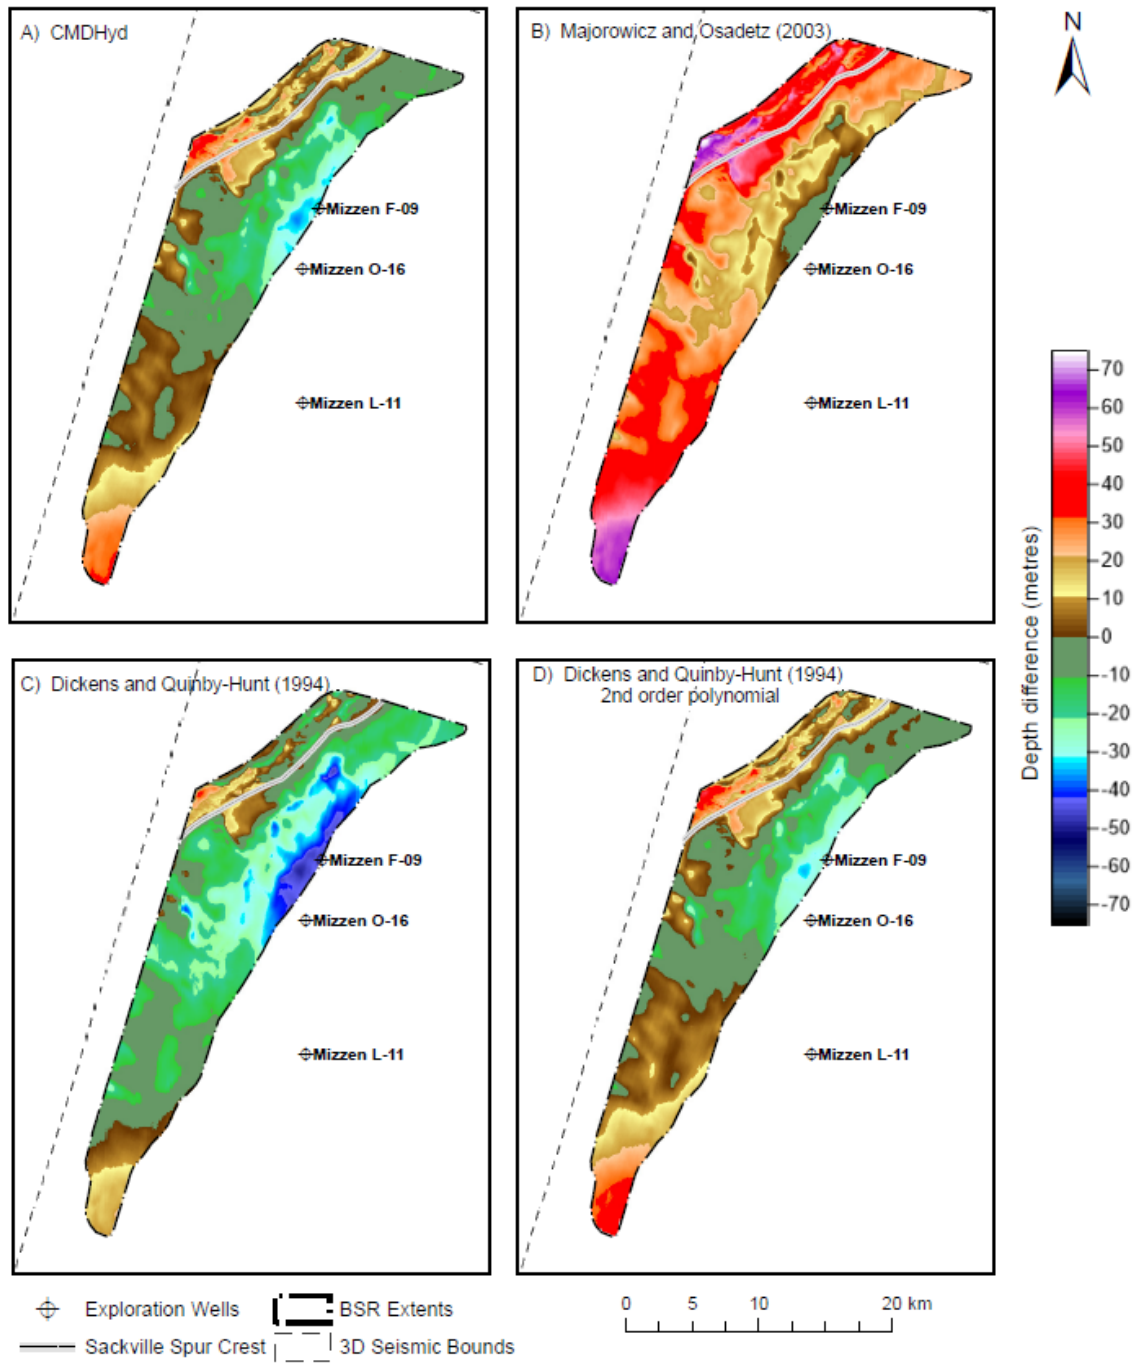 A) CMDHyd
Mizzen F-09
Mizzen O-16
Mizzen L-11
B) Majorowicz and Osadetz (2003)
Mizzen F-09
Mizzen O-16
Mizzen L-11
N
Depth difference (metres)
70
60
50
40
30
20
10
0
-10
-20
-30
-40
-50
-60
-70
C) Dickens and Quinby-Hunt (1994)
Mizzen F-09
Mizzen O-16
Mizzen L-11
D) Dickens and Quinby-Hunt (1994)
2nd order polynomial
Mizzen F-09
Mizzen O-16
Mizzen L-11
Exploration Wells
BSR Extents
Sackville Spur Crest
3D Seismic Bounds
0 5 10 20 km